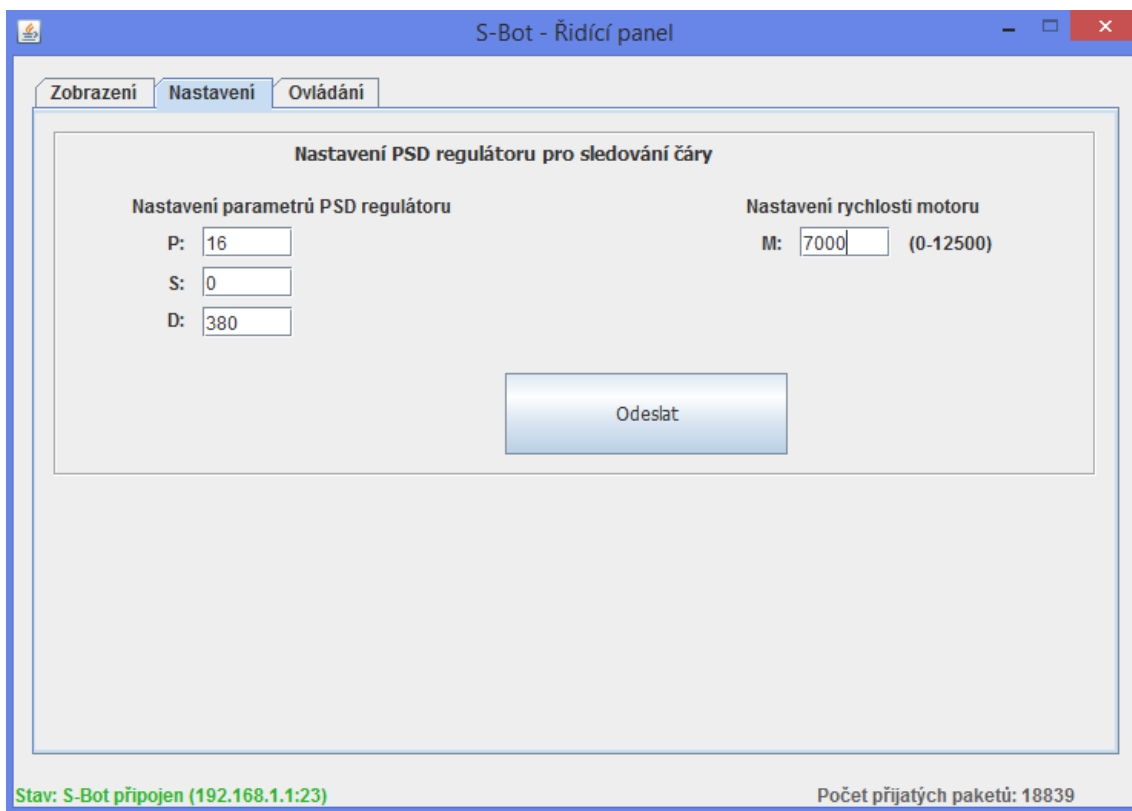 S-Bot - Řidící panel
Zobrazení Nastavení Ovládání
Nastavení PSD regulátoru pro sledování čáry
Nastavení parametrů PSD regulátoru Nastavení rychlosti motoru
P: 16 M: 7000 (0-12500)
S: 0
D: 380
Odeslat
Stav: S-Bot připojen (192.168.1.1:23) Počet přijatých paketů: 18839